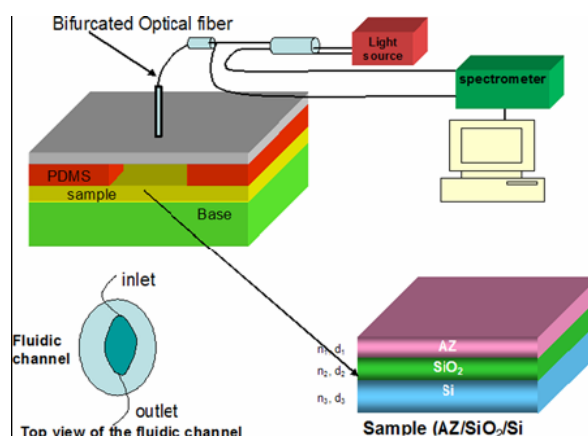 Bifurcated Optical fiber
Light
source
spectrometer
PDMS
sample
Base
inlet
Fluidic
channel
outlet
Top view of the fluidic channel
n₁, d₁
AZ
n₂, d₂
SiO₂
n₃, d₃
Si
Sample (AZ/SiO₂/Si